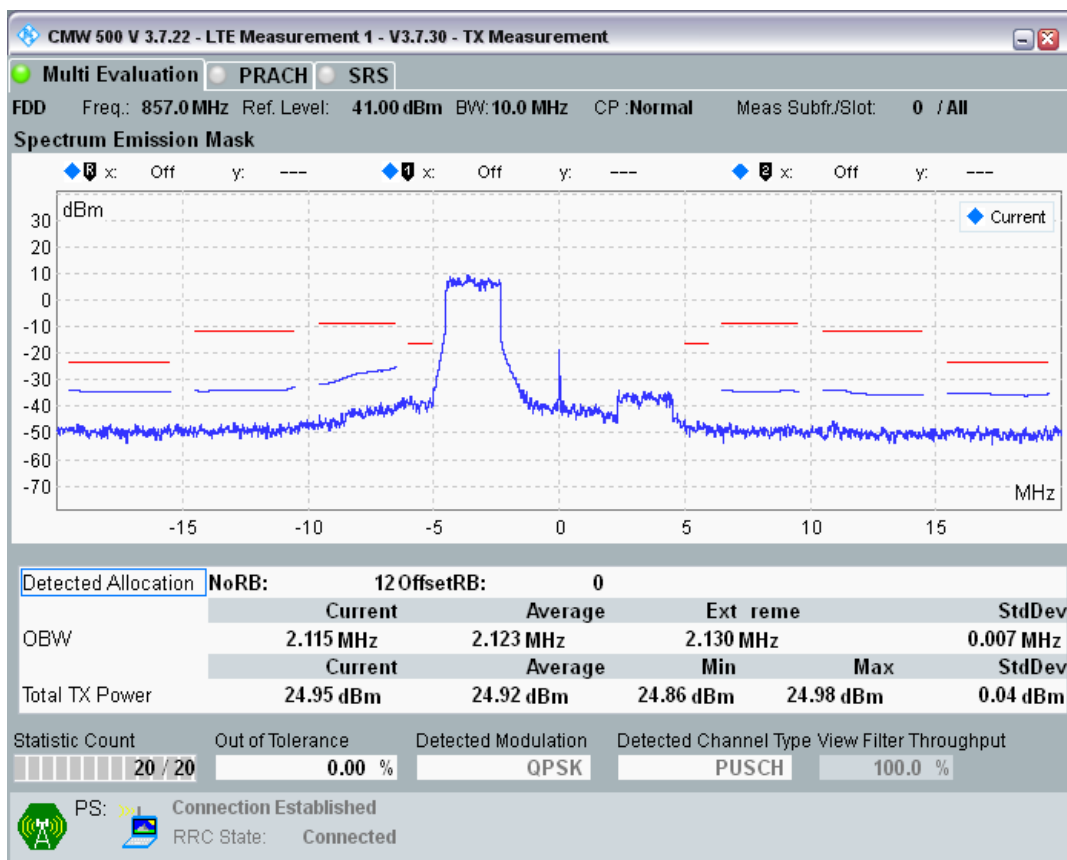 CMW 500 V 3.7.22 - LTE Measurement 1 - V3.7.30 - TX Measurement
Multi Evaluation PRACH SRS
FDD Freq.: 857.0 MHz Ref. Level: 41.00 dBm BW: 10.0 MHz CP :Normal Meas Subfr./Slot: 0 / All
Spectrum Emission Mask
R x: Off y: --- 1 x: Off y: --- 2 x: Off y: ---
dBm
Current
30
20
10
0
-10
-20
-30
-40
-50
-60
-70
MHz
-15 -10 -5 0 5 10 15
Detected Allocation NoRB: 12 OffsetRB: 0
Current Average Ext reme StdDev
OBW 2.115 MHz 2.123 MHz 2.130 MHz 0.007 MHz
Current Average Min Max StdDev
Total TX Power 24.95 dBm 24.92 dBm 24.86 dBm 24.98 dBm 0.04 dBm
Statistic Count Out of Tolerance Detected Modulation Detected Channel Type View Filter Throughput
20 / 20 0.00 % QPSK PUSCH 100.0 %
PS: Connection Established
RRC State: Connected